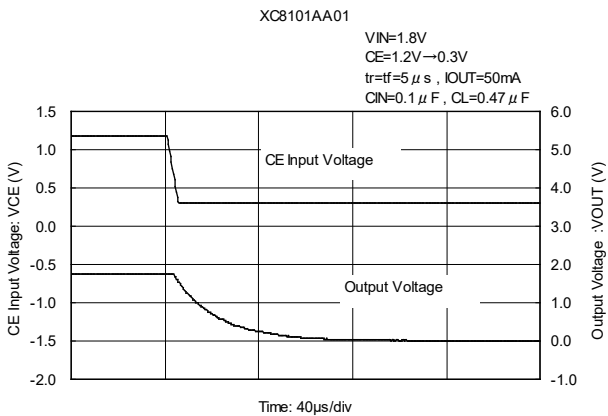 XC8101AA01
VIN=1.8V
CE=1.2V→0.3V
tr=tf=5μs , IOUT=50mA
CIN=0.1μF , CL=0.47μF
1.5
1.0
0.5
0.0
-0.5
-1.0
-1.5
-2.0
CE Input Voltage: VCE (V)
CE Input Voltage
Output Voltage
6.0
5.0
4.0
3.0
2.0
1.0
0.0
-1.0
Output Voltage :VOUT (V)
Time: 40μs/div